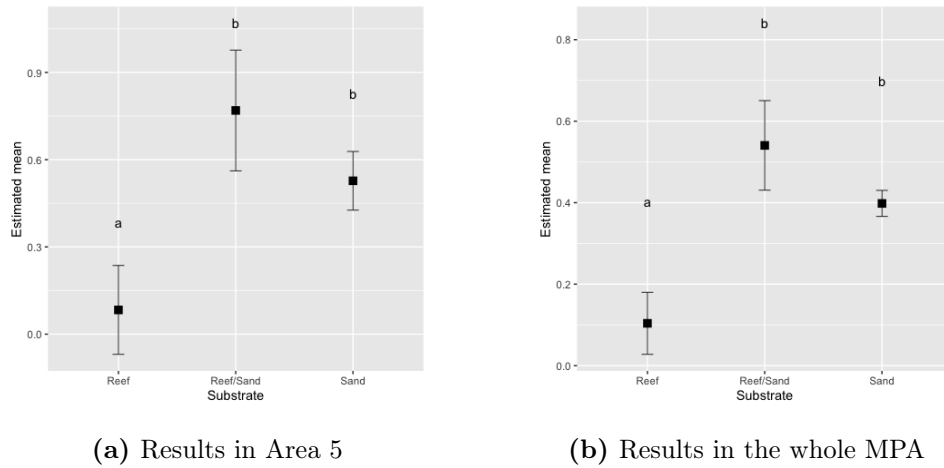 Estimated mean
0.9
0.6
0.3
0.0
a
b
b
Reef
Reef/Sand
Sand
Substrate
(a) Results in Area 5
Estimated mean
0.8
0.6
0.4
0.2
0.0
a
b
b
Reef
Reef/Sand
Sand
Substrate
(b) Results in the whole MPA